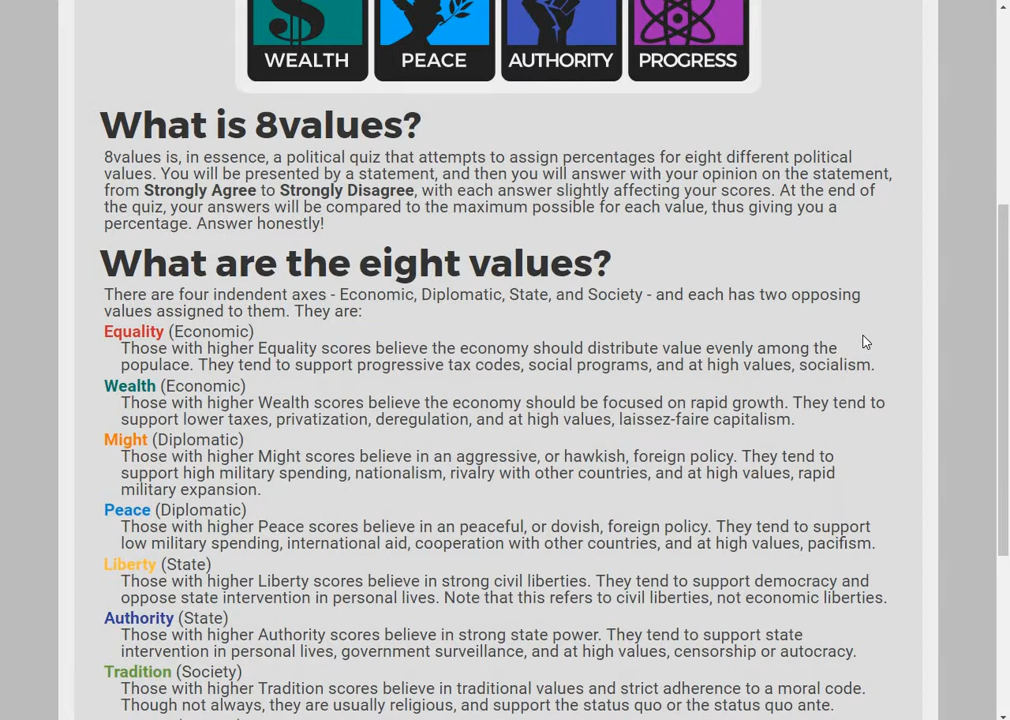 WEALTH PEACE AUTHORITY PROGRESS
What is 8values?
8values is, in essence, a political quiz that attempts to assign percentages for eight different political
values. You will be presented by a statement, and then you will answer with your opinion on the statement,
from Strongly Agree to Strongly Disagree, with each answer slightly affecting your scores. At the end of
the quiz, your answers will be compared to the maximum possible for each value, thus giving you a
percentage. Answer honestly!
What are the eight values?
There are four indendent axes - Economic, Diplomatic, State, and Society - and each has two opposing
values assigned to them. They are:
Equality (Economic)
Those with higher Equality scores believe the economy should distribute value evenly among the
populace. They tend to support progressive tax codes, social programs, and at high values, socialism.
Wealth (Economic)
Those with higher Wealth scores believe the economy should be focused on rapid growth. They tend to
support lower taxes, privatization, deregulation, and at high values, laissez-faire capitalism.
Might (Diplomatic)
Those with higher Might scores believe in an aggressive, or hawkish, foreign policy. They tend to
support high military spending, nationalism, rivalry with other countries, and at high values, rapid
military expansion.
Peace (Diplomatic)
Those with higher Peace scores believe in an peaceful, or dovish, foreign policy. They tend to support
low military spending, international aid, cooperation with other countries, and at high values, pacifism.
Liberty (State)
Those with higher Liberty scores believe in strong civil liberties. They tend to support democracy and
oppose state intervention in personal lives. Note that this refers to civil liberties, not economic liberties.
Authority (State)
Those with higher Authority scores believe in strong state power. They tend to support state
intervention in personal lives, government surveillance, and at high values, censorship or autocracy.
Tradition (Society)
Those with higher Tradition scores believe in traditional values and strict adherence to a moral code.
Though not always, they are usually religious, and support the status quo or the status quo ante.